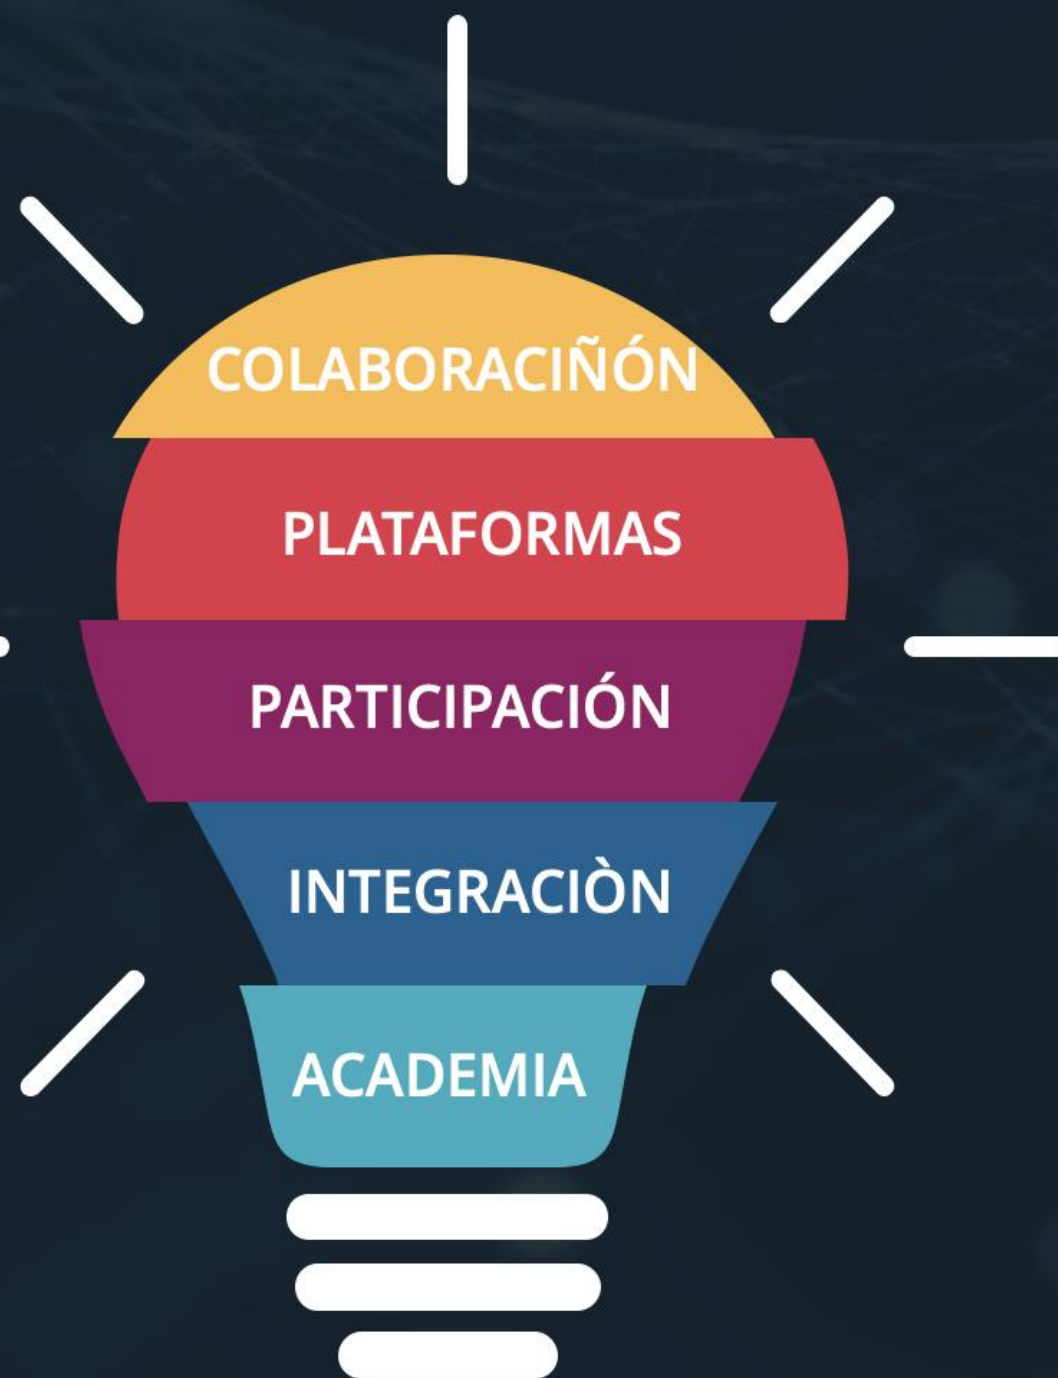 COLABORACIÑÓN
PLATAFORMAS
PARTICIPACIÓN
INTEGRACIÒN
ACADEMIA